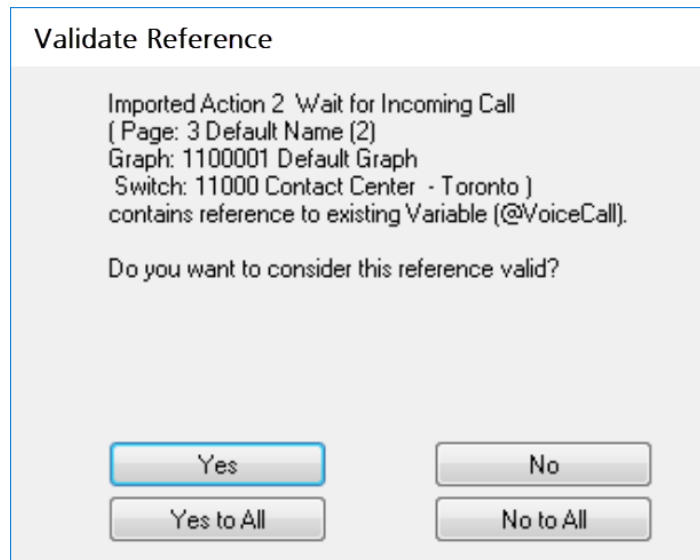 Validate Reference
Imported Action 2  Wait for Incoming Call
( Page: 3 Default Name (2)
Graph: 1100001 Default Graph
Switch: 11000 Contact Center  - Toronto )
contains reference to existing Variable (@VoiceCall).
Do you want to consider this reference valid?
Yes
No
Yes to All
No to All